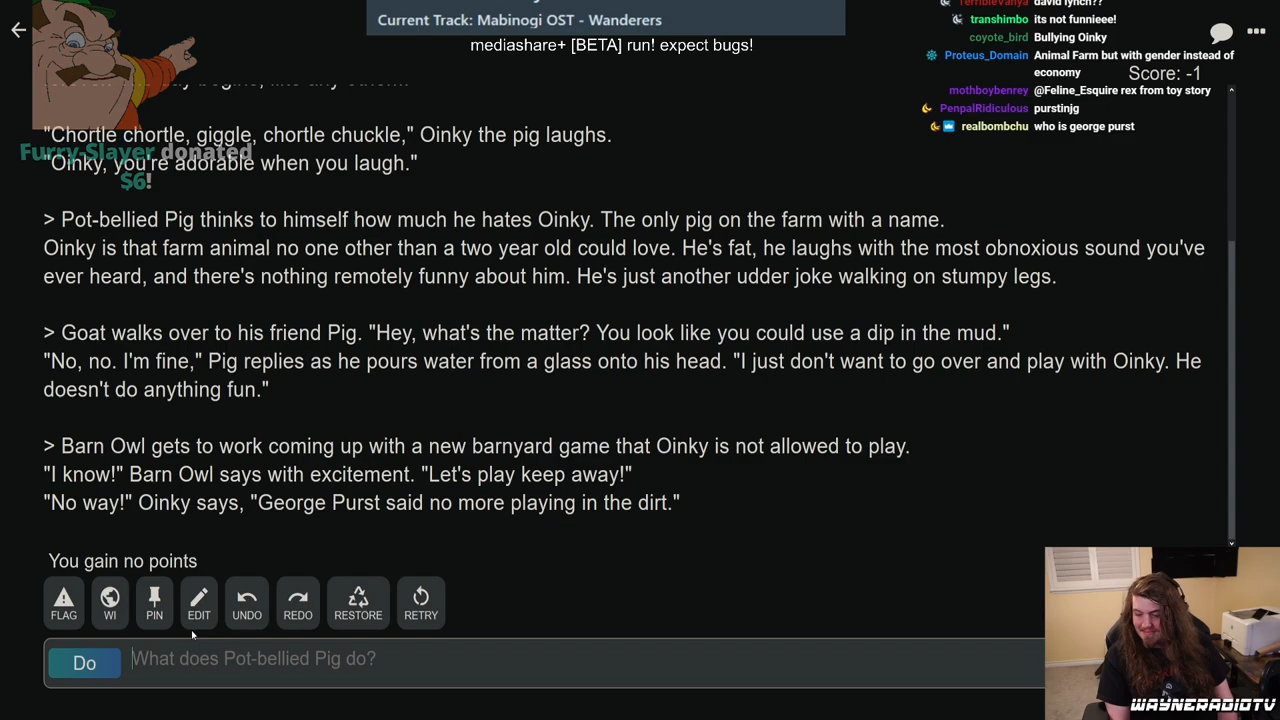 Current Track: Mabinogi OST - Wanderers
mediashare+ [BETA] run! expect bugs!
TerribleVanya david lynch??
transhimbo its not funnieee!
coyote_bird Bullying Oinky
Proteus_Domain Animal Farm but with gender instead of
economy
Score: -1
mothboybenrey @Feline_Esquire rex from toy story
PenpalRidiculous purstinjg
realbombchu who is george purst
Furry-Slayer donated
$6!
"Chortle chortle, giggle, chortle chuckle," Oinky the pig laughs.
"Oinky, you're adorable when you laugh."
> Pot-bellied Pig thinks to himself how much he hates Oinky. The only pig on the farm with a name.
Oinky is that farm animal no one other than a two year old could love. He's fat, he laughs with the most obnoxious sound you've
ever heard, and there's nothing remotely funny about him. He's just another udder joke walking on stumpy legs.
> Goat walks over to his friend Pig. "Hey, what's the matter? You look like you could use a dip in the mud."
"No, no. I'm fine," Pig replies as he pours water from a glass onto his head. "I just don't want to go over and play with Oinky. He
doesn't do anything fun."
> Barn Owl gets to work coming up with a new barnyard game that Oinky is not allowed to play.
"I know!" Barn Owl says with excitement. "Let's play keep away!"
"No way!" Oinky says, "George Purst said no more playing in the dirt."
You gain no points
FLAG WI PIN EDIT UNDO REDO RESTORE RETRY
Do What does Pot-bellied Pig do?
WAYNERADIOTV